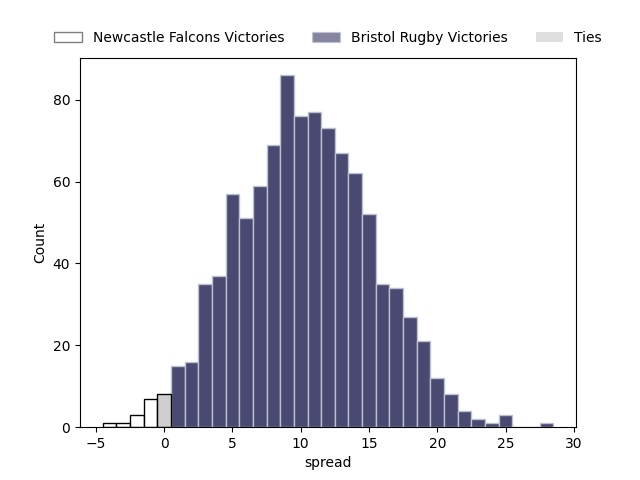 Newcastle Falcons Victories Bristol Rugby Victories Ties
80
60
40
20
0
Count
−5 0 5 10 15 20 25 30
spread